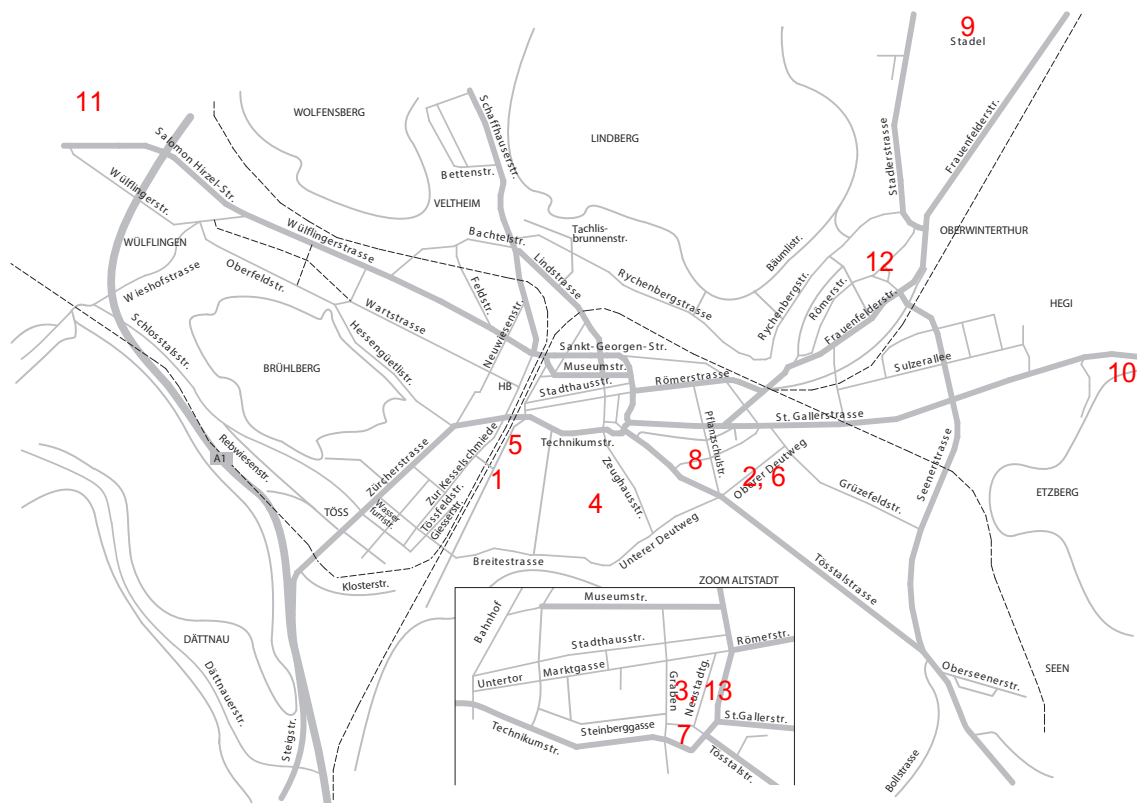 9
Stadel
11
WOLFENSBERG
LINDBERG
Schaffhauserstr.
Stadlerstrasse
Frauenfelderstr.
Salomon Hirzel-Str.
Wülflingerstr.
Bettenstr.
VELTHEIM
Tachlis-
brunnenstr.
Bäumlistr.
OBERWINTERTHUR
WÜLFLINGEN
Wülflingerstrasse
Bachtelstr.
Lindstrasse
Rychenbergstrasse
Rychenbergstr.
Römerstr.
12
Wieshofstrasse
Oberfeldstr.
Feldstr.
Neuwiesenstr.
Frauenfelderstr.
HEGI
Schlosstalsstr.
Wartstrasse
Hessengüetlistr.
Sankt-Georgen-Str.
Museumstr.
Sulzerallee
BRÜHLBERG
HB
Stadthausstr.
Römerstrasse
10
Pflanzschulstr.
St. Gallerstrasse
Technikumstr.
5
Rebwiesenstr.
A1
Zürcherstrasse
Zur Kesselschmiede
Tössfeldstr.
Giesserstr.
Wasser
furristr.
1
Zeughausstr.
4
8
2, 6
Oberer Deutweg
Grüzefeldstr.
Seenerstrasse
ETZBERG
TÖSS
Unterer Deutweg
Breitestrasse
Klosterstr.
Tösstalstrasse
DÄTTNAU
Dättnauerstr.
Steigstr.
Oberseenerstr.
SEEN
Bollstrasse
ZOOM ALTSTADT
Museumstr.
Bahnhof
Stadthausstr.
Römerstr.
Marktgasse
Untertor
Graben
3, 13
Neustadtg.
St.Gallerstr.
Steinberggasse
7
Technikumstr.
Tösstalstr.